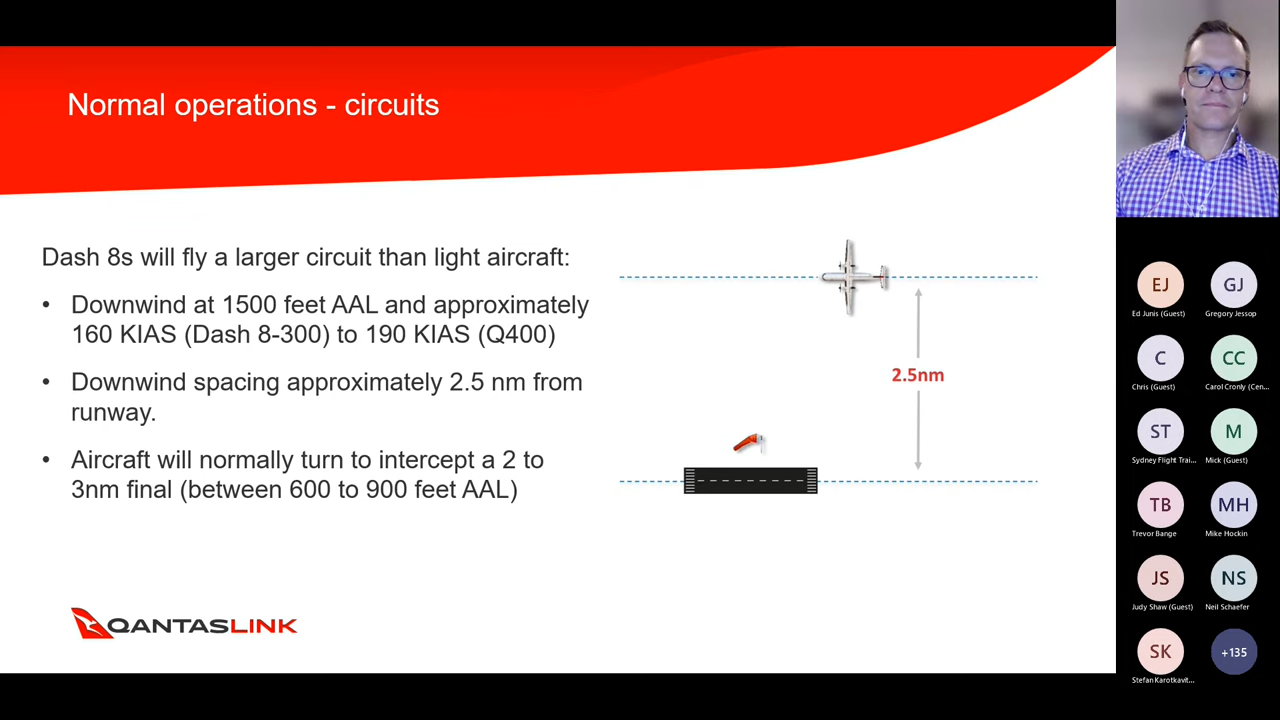 Normal operations - circuits
Dash 8s will fly a larger circuit than light aircraft:
• Downwind at 1500 feet AAL and approximately
160 KIAS (Dash 8-300) to 190 KIAS (Q400)
• Downwind spacing approximately 2.5 nm from
runway.
• Aircraft will normally turn to intercept a 2 to
3nm final (between 600 to 900 feet AAL)
2.5nm
QANTASLINK
EJ
Ed Junis (Guest)
GJ
Gregory Jessop
C
Chris (Guest)
CC
Carol Cronly (Cen...
ST
Sydney Flight Trai...
M
Mick (Guest)
TB
Trevor Bange
MH
Mike Hockin
JS
Judy Shaw (Guest)
NS
Neil Schaefer
SK
Stefan Karotkavit...
+135